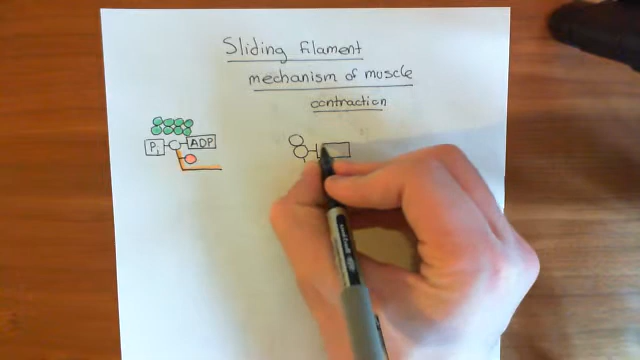 Sliding filament
mechanism of muscle
contraction
Pi
ADP